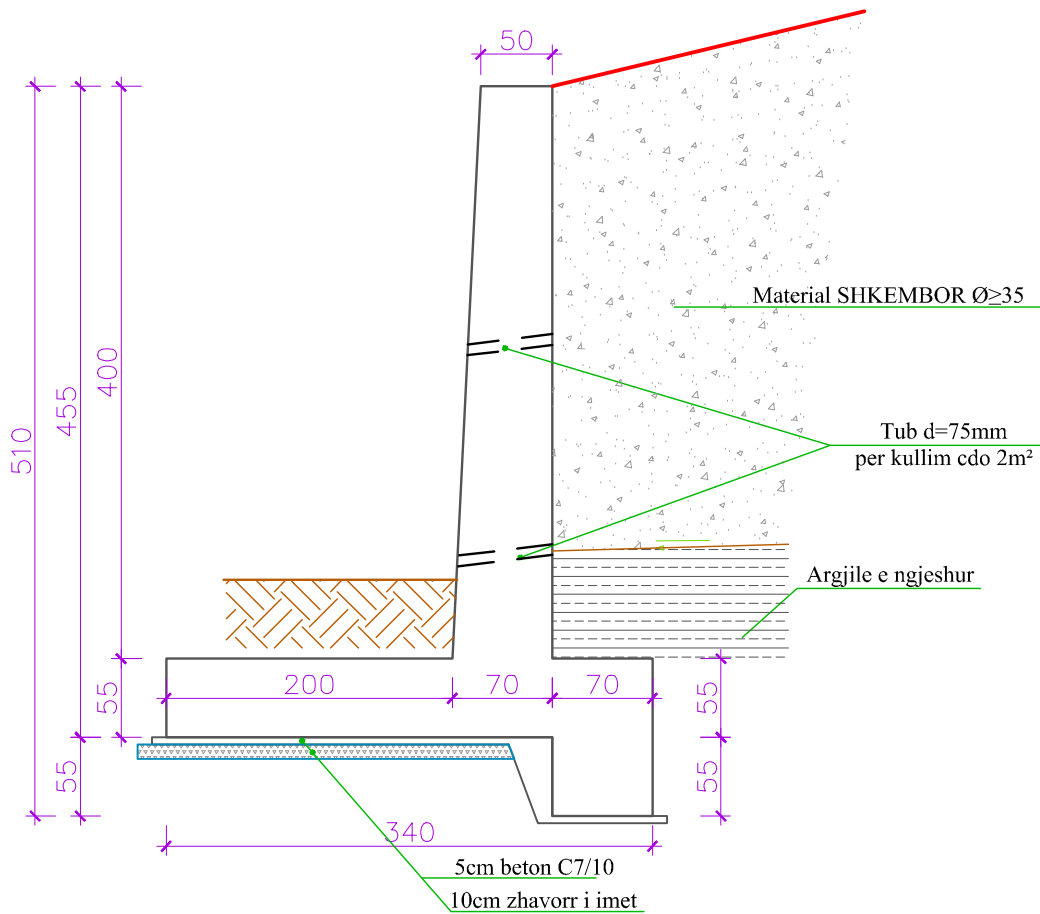 50
510
455
400
Material SHKEMBOR Ø≥35
Tub d=75mm
per kullim cdo 2m²
Argjile e ngjeshur
55
200
70
70
55
55
55
340
5cm beton C7/10
10cm zhavorr i imet